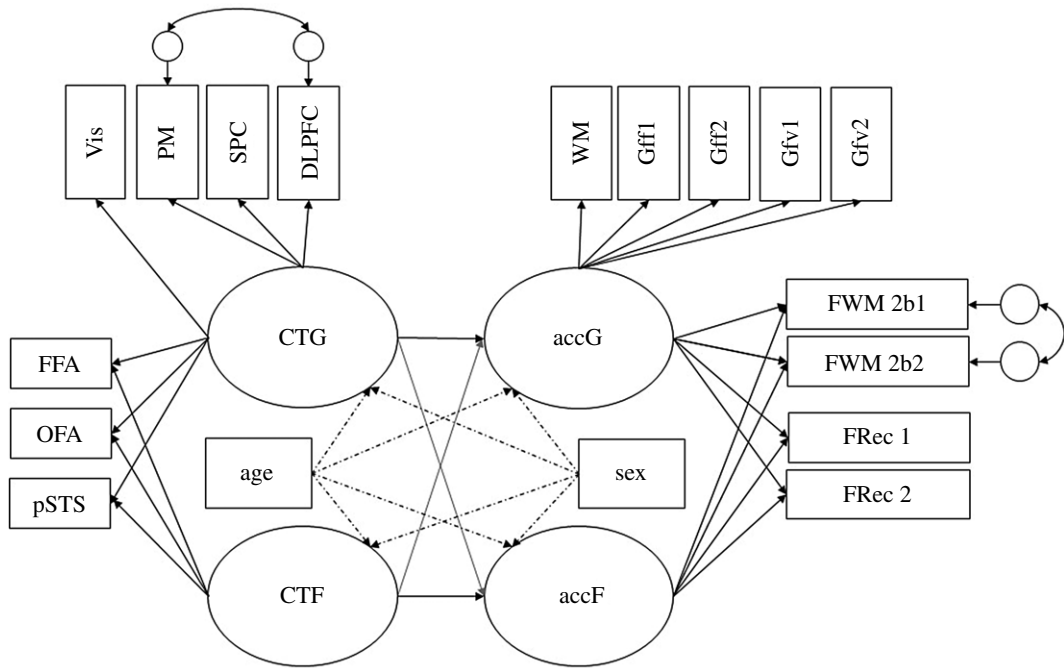 Vis
PM
SPC
DLPFC
WM
Gff1
Gff2
Gfv1
Gfv2
CTG
accG
FWM 2b1
FWM 2b2
FFA
OFA
pSTS
age
sex
FRec 1
FRec 2
CTF
accF